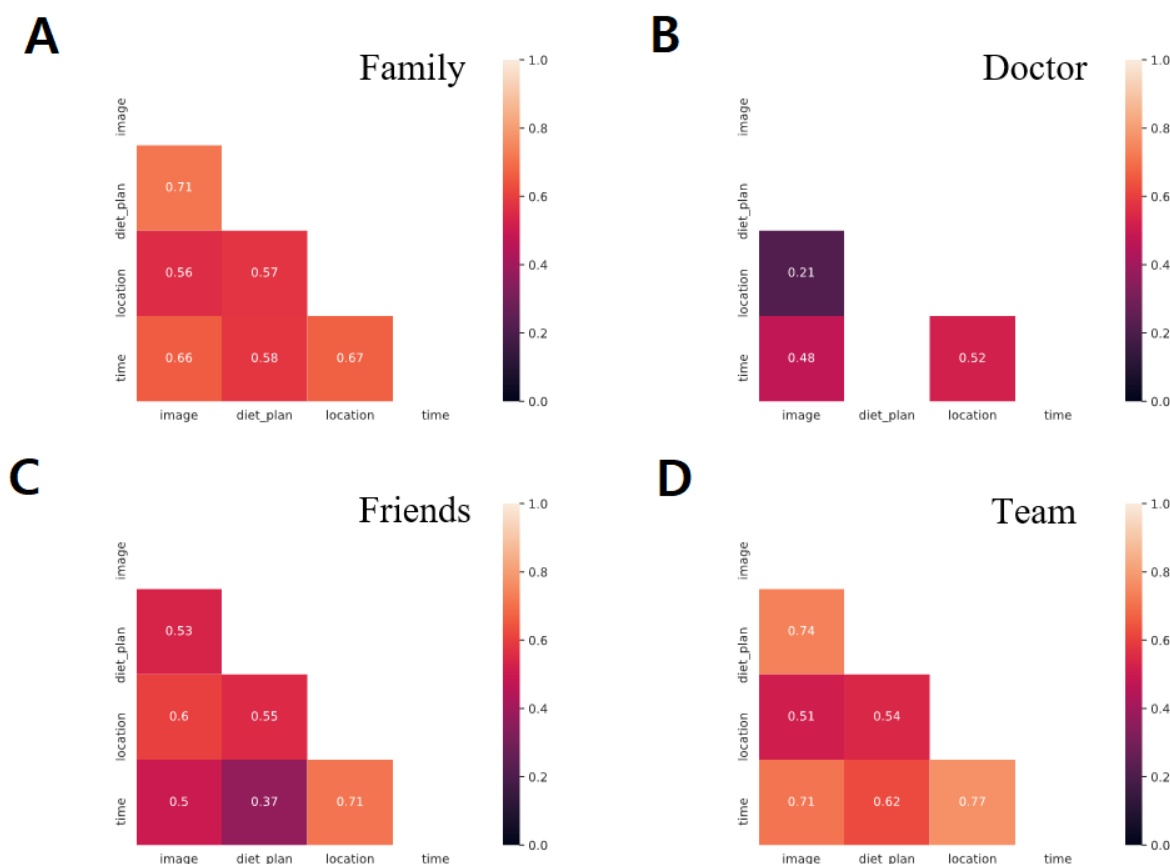 A
Family
1.0
0.8
0.6
0.4
0.2
0.0
image
diet_plan
location
time
0.71
0.56 0.57
0.66 0.58 0.67
image diet_plan location time
B
Doctor
1.0
0.8
0.6
0.4
0.2
0.0
image
diet_plan
location
time
0.21
0.48 0.52
image diet_plan location time
C
Friends
1.0
0.8
0.6
0.4
0.2
0.0
image
diet_plan
location
time
0.53
0.6 0.55
0.5 0.37 0.71
image diet_plan location time
D
Team
1.0
0.8
0.6
0.4
0.2
0.0
image
diet_plan
location
time
0.74
0.51 0.54
0.71 0.62 0.77
image diet_plan location time